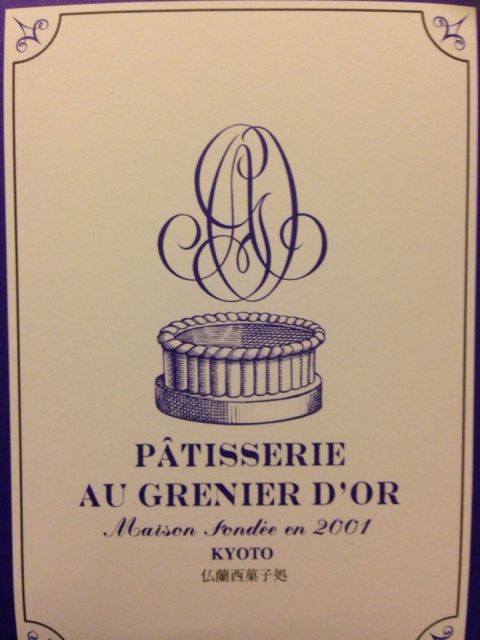 PÂTISSERIE
AU GRENIER D'OR
Maison fondée en 2001
KYOTO
仏蘭西菓子処